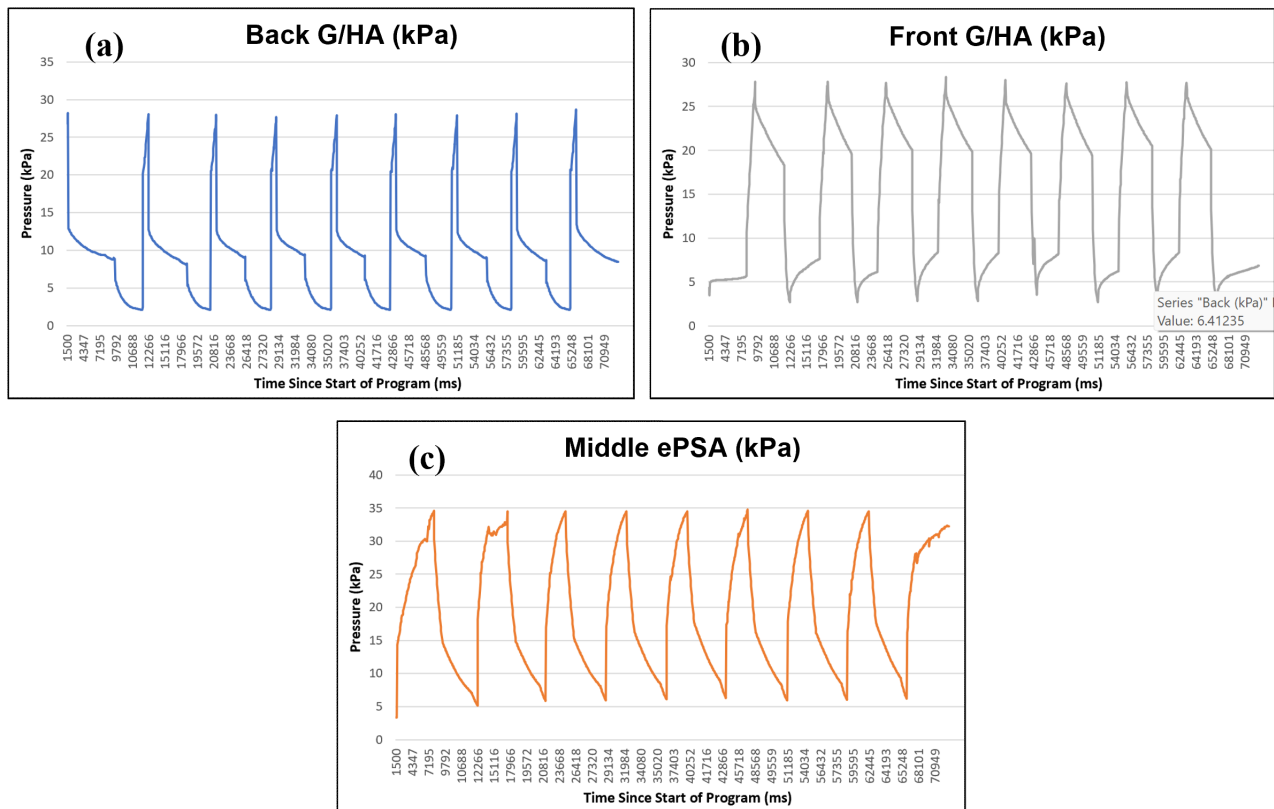 (a)
Back G/HA (kPa)
Pressure (kPa)
35
30
25
20
15
10
5
0
1500 4347 7195 9792 10688 12266 15116 17966 19572 20816 23668 26418 27320 29134 31984 34080 35020 37403 40252 41716 42866 45718 48568 49559 51185 54034 56432 57355 59595 62445 64193 65248 68101 70949
Time Since Start of Program (ms)
(b)
Front G/HA (kPa)
Pressure (kPa)
30
25
20
15
10
5
0
Series "Back (kPa)"
Value: 6.41235
1500 4347 7195 9792 10688 12266 15116 17966 19572 20816 23668 26418 27320 29134 31984 34080 35020 37403 40252 41716 42866 45718 48568 49559 51185 54034 56432 57355 59595 62445 64193 65248 68101 70949
Time Since Start of Program (ms)
(c)
Middle ePSA (kPa)
Pressure (kPa)
40
35
30
25
20
15
10
5
0
1500 4347 7195 9792 10688 12266 15116 17966 19572 20816 23668 26418 27320 29134 31984 34080 35020 37403 40252 41716 42866 45718 48568 49559 51185 54034 56432 57355 59595 62445 64193 65248 68101 70949
Time Since Start of Program (ms)